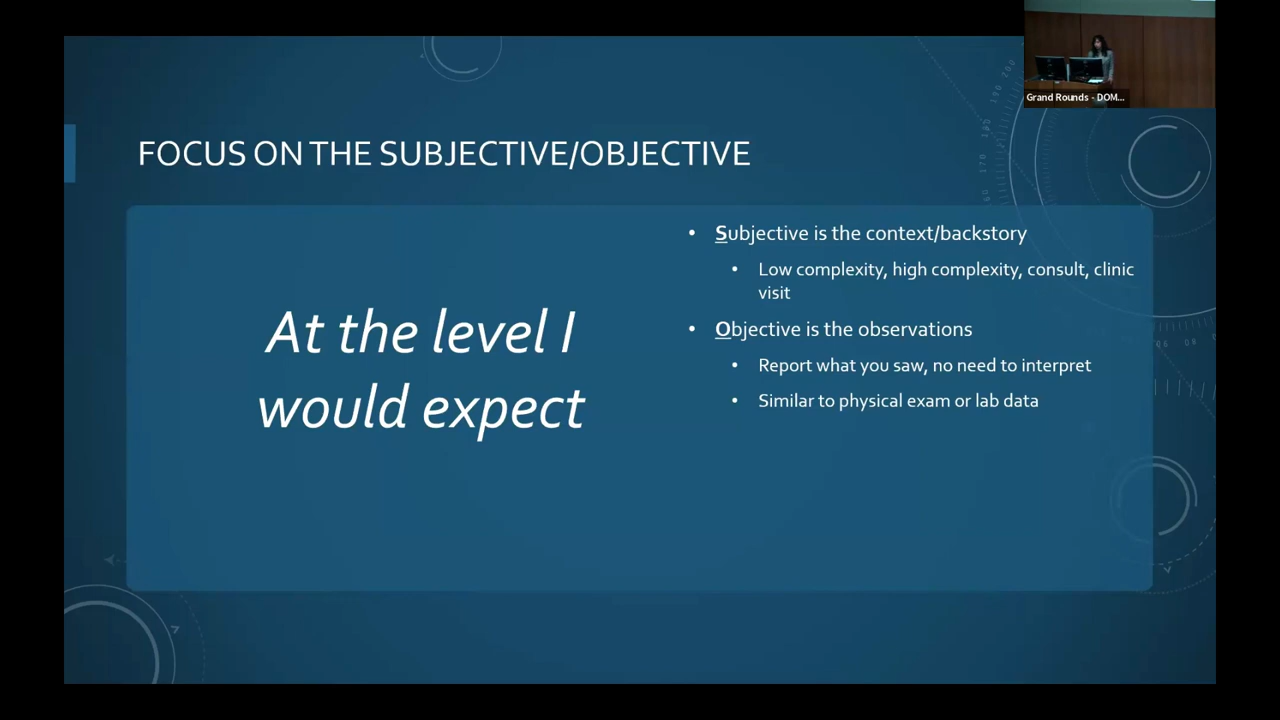 Grand Rounds - DOM...
FOCUS ON THE SUBJECTIVE/OBJECTIVE
At the level I
would expect
• Subjective is the context/backstory
• Low complexity, high complexity, consult, clinic
visit
• Objective is the observations
• Report what you saw, no need to interpret
• Similar to physical exam or lab data